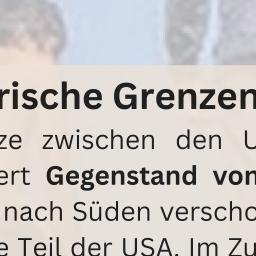 rische Grenzen
ze zwischen den U
ert Gegenstand von
nach Süden verscho
e Teil der USA. Im Zu